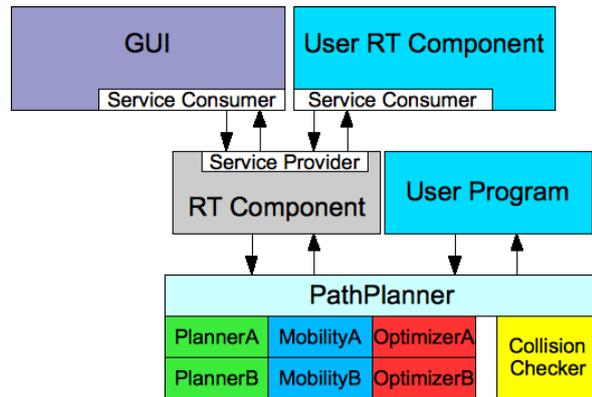 GUI
User RT Component
Service Consumer
Service Consumer
Service Provider
RT Component
User Program
PathPlanner
PlannerA
MobilityA
OptimizerA
Collision
Checker
PlannerB
MobilityB
OptimizerB